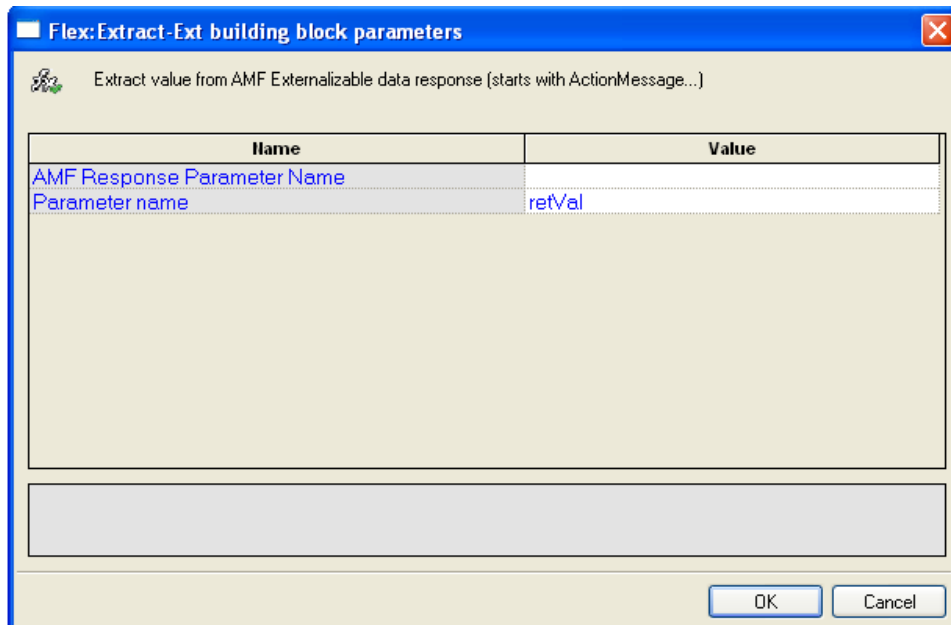 Flex:Extract-Ext building block parameters
Extract value from AMF Externalizable data response (starts with ActionMessage...)
Name Value
AMF Response Parameter Name
Parameter name retVal
OK Cancel